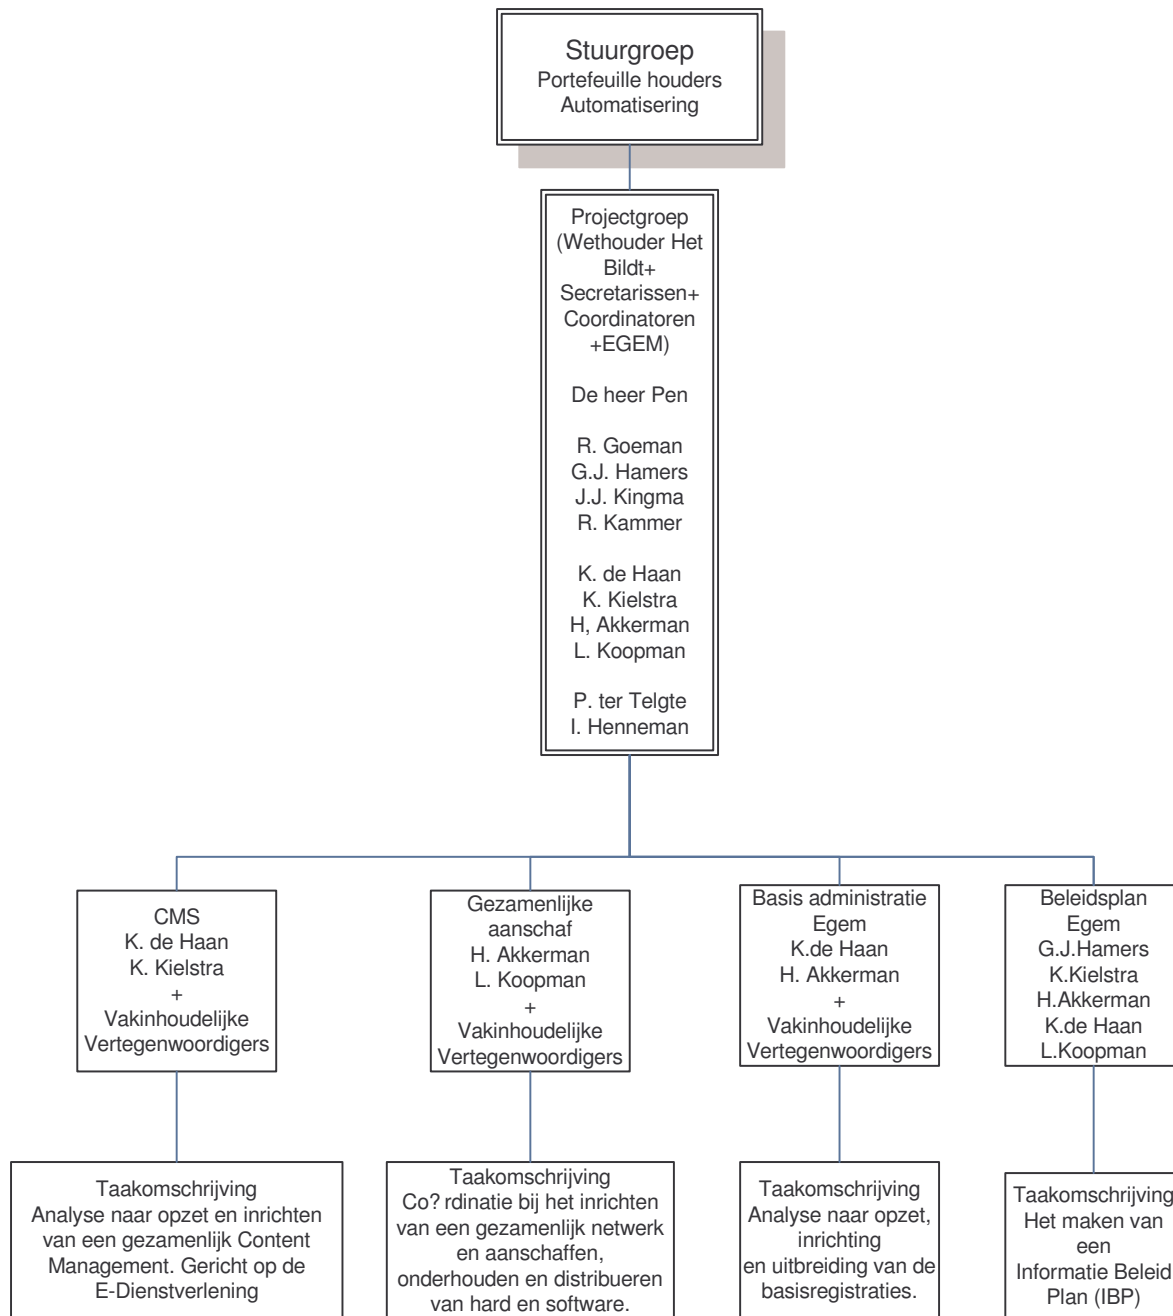 Stuurgroep
Portefeuille houders
Automatisering
Projectgroep
(Wethouder Het
Bildt+
Secretarissen+
Coordinatoren
+EGEM)
De heer Pen
R. Goeman
G.J. Hamers
J.J. Kingma
R. Kammer
K. de Haan
K. Kielstra
H, Akkerman
L. Koopman
P. ter Telgte
I. Henneman
CMS
K. de Haan
K. Kielstra
+
Vakinhoudelijke
Vertegenwoordigers
Gezamenlijke
aanschaf
H. Akkerman
L. Koopman
+
Vakinhoudelijke
Vertegenwoordigers
Basis administratie
Egem
K.de Haan
H. Akkerman
+
Vakinhoudelijke
Vertegenwoordigers
Beleidsplan
Egem
G.J.Hamers
K.Kielstra
H.Akkerman
K.de Haan
L.Koopman
Taakomschrijving
Analyse naar opzet en inrichten
van een gezamenlijk Content
Management. Gericht op de
E-Dienstverlening
Taakomschrijving
Co? rdinatie bij het inrichten
van een gezamenlijk netwerk
en aanschaffen,
onderhouden en distribueren
van hard en software.
Taakomschrijving
Analyse naar opzet,
inrichting
en uitbreiding van de
basisregistraties.
Taakomschrijving
Het maken van
een
Informatie Beleid
Plan (IBP)